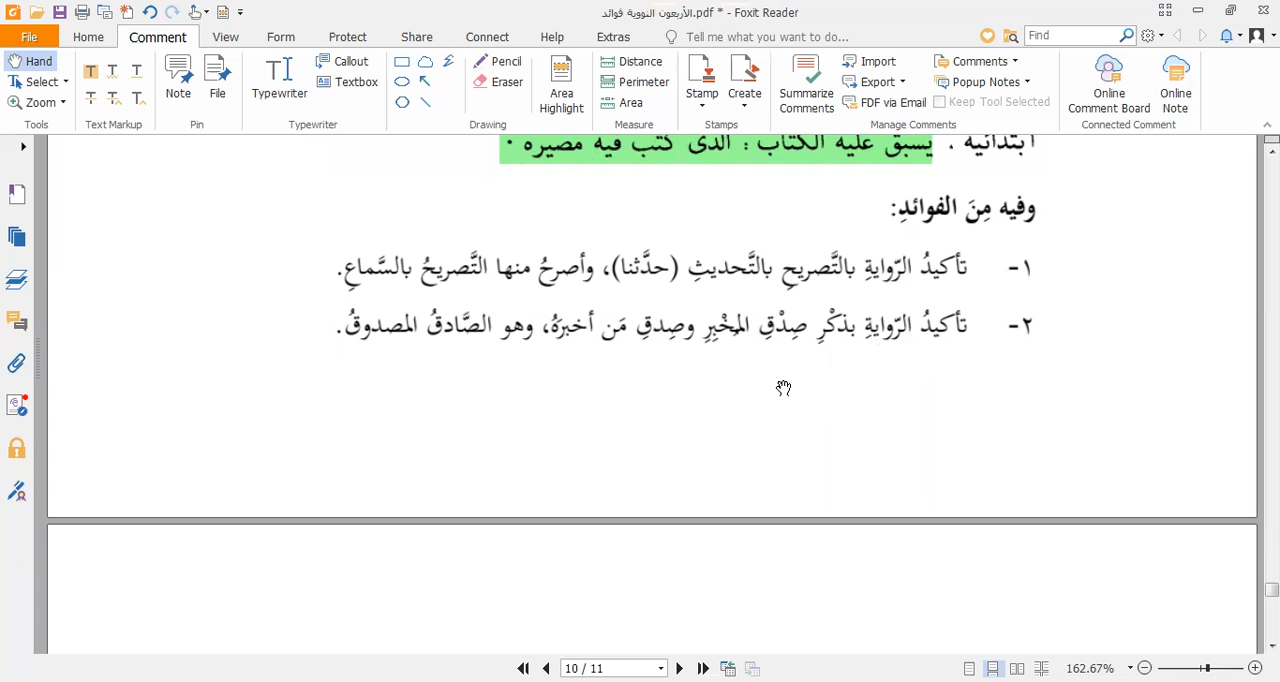 الأربعون النووية فوائد.pdf * - Foxit Reader
File Home Comment View Form Protect Share Connect Help Extras Tell me what you want to do... Find
Hand
Select
Zoom
Tools
Text Markup
Note File
Pin
Typewriter
Callout
Textbox
Typewriter
Pencil
Eraser
Drawing
Area Highlight
Distance
Perimeter
Area
Measure
Stamp Create
Stamps
Summarize Comments
Import
Export
FDF via Email
Comments
Popup Notes
Keep Tool Selected
Manage Comments
Online Comment Board
Online Note
Connected Comment
ابتدائية . يسبق عليه الكتاب : الذى كتب فيه مصيره ٠
وفيه مِنَ الفوائدِ:
١- تأكيدُ الرّوايةِ بالتَّصريحِ بالتَّحديثِ (حدَّثنا)، وأصرحُ منها التَّصريحُ بالسَّماعِ.
٢- تأكيدُ الرّوايةِ بذكْرِ صِدْقِ المِخْبِرِ وصِدقِ مَن أخبرَهُ، وهو الصَّادقُ المصدوقُ.
10 / 11
162.67%